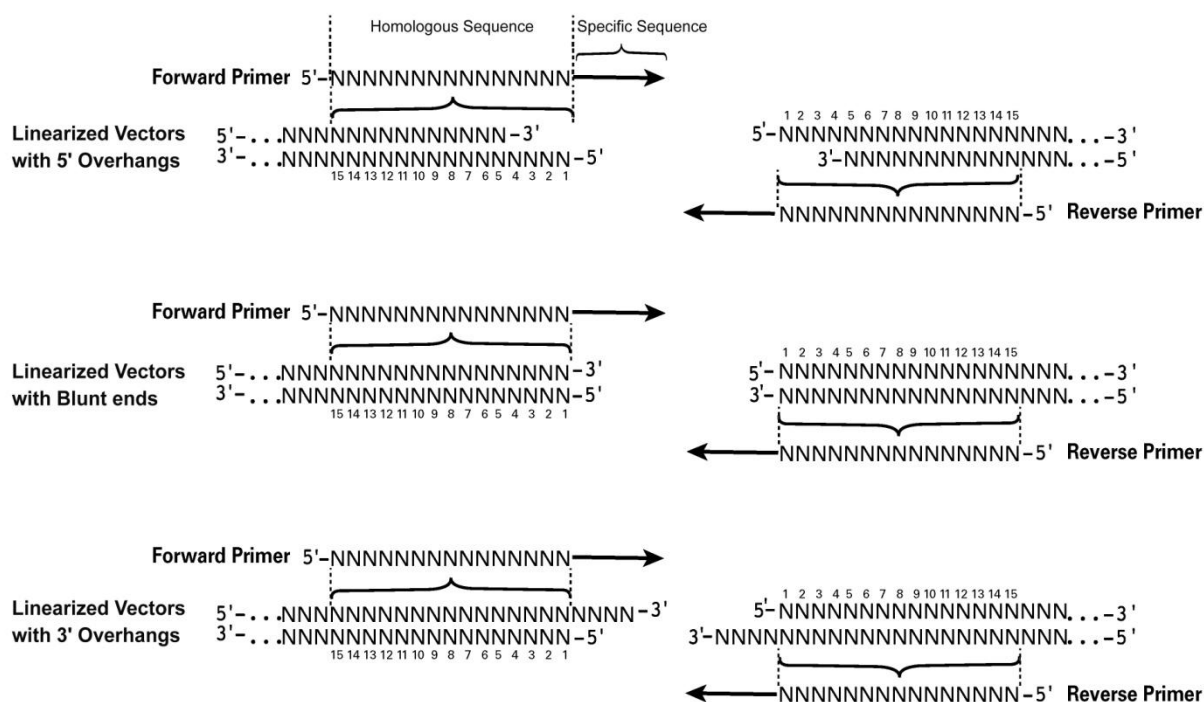 Homologous Sequence Specific Sequence
Forward Primer 5'-NNNNNNNNNNNNNNN
Linearized Vectors
with 5' Overhangs
5'-...NNNNNNNNNNNNNN-3'
3'-...NNNNNNNNNNNNNNNNNN-5'
15 14 13 12 11 10 9 8 7 6 5 4 3 2 1
1 2 3 4 5 6 7 8 9 10 11 12 13 14 15
5'-NNNNNNNNNNNNNNNNNN...-3'
3'-NNNNNNNNNNNNNN...-5'
NNNNNNNNNNNNNNN-5' Reverse Primer
Forward Primer 5'-NNNNNNNNNNNNNNN
Linearized Vectors
with Blunt ends
5'-...NNNNNNNNNNNNNNNNNN-3'
3'-...NNNNNNNNNNNNNNNNNN-5'
15 14 13 12 11 10 9 8 7 6 5 4 3 2 1
1 2 3 4 5 6 7 8 9 10 11 12 13 14 15
5'-NNNNNNNNNNNNNNNNNN...-3'
3'-NNNNNNNNNNNNNNNNNN...-5'
NNNNNNNNNNNNNNN-5' Reverse Primer
Forward Primer 5'-NNNNNNNNNNNNNNN
Linearized Vectors
with 3' Overhangs
5'-...NNNNNNNNNNNNNNNNNNNNNN-3'
3'-...NNNNNNNNNNNNNNNNNN-5'
15 14 13 12 11 10 9 8 7 6 5 4 3 2 1
1 2 3 4 5 6 7 8 9 10 11 12 13 14 15
5'-NNNNNNNNNNNNNNNNNN...-3'
3'-NNNNNNNNNNNNNNNNNNNNNN...-5'
NNNNNNNNNNNNNNN-5' Reverse Primer